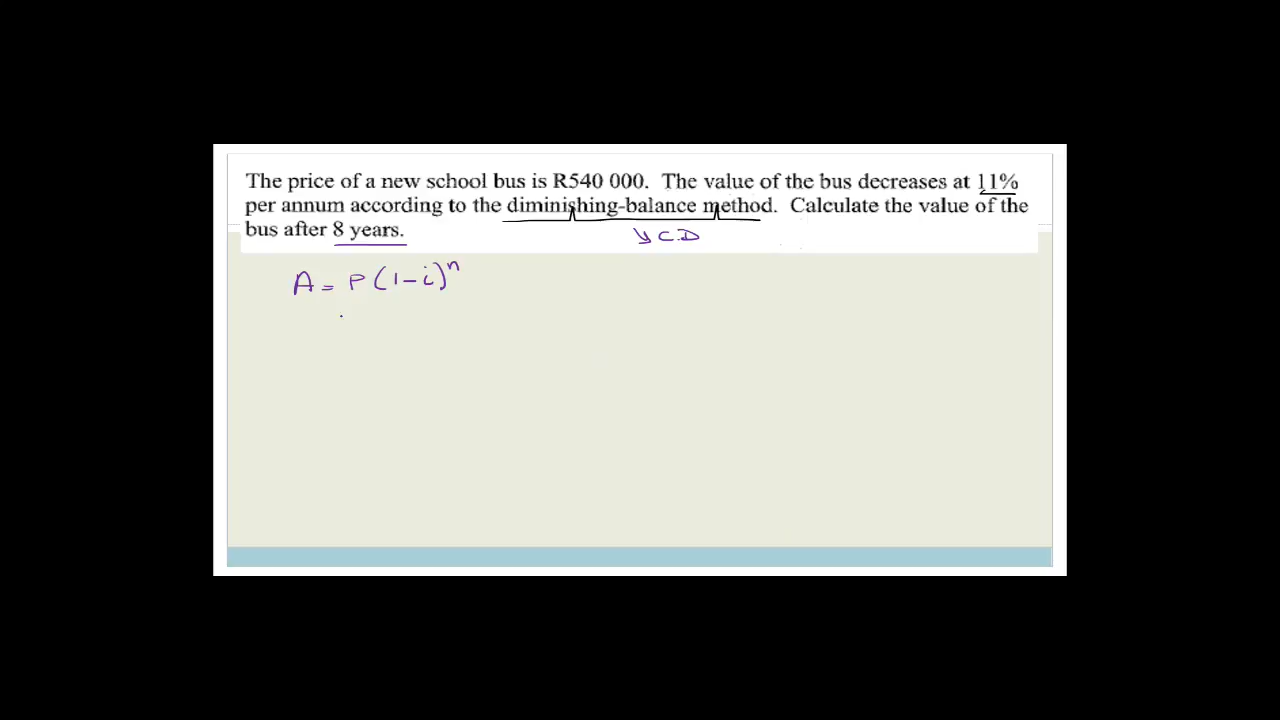 The price of a new school bus is R540 000. The value of the bus decreases at 11%
per annum according to the diminishing-balance method. Calculate the value of the
bus after 8 years.
C.D
A = P(1-i)^n